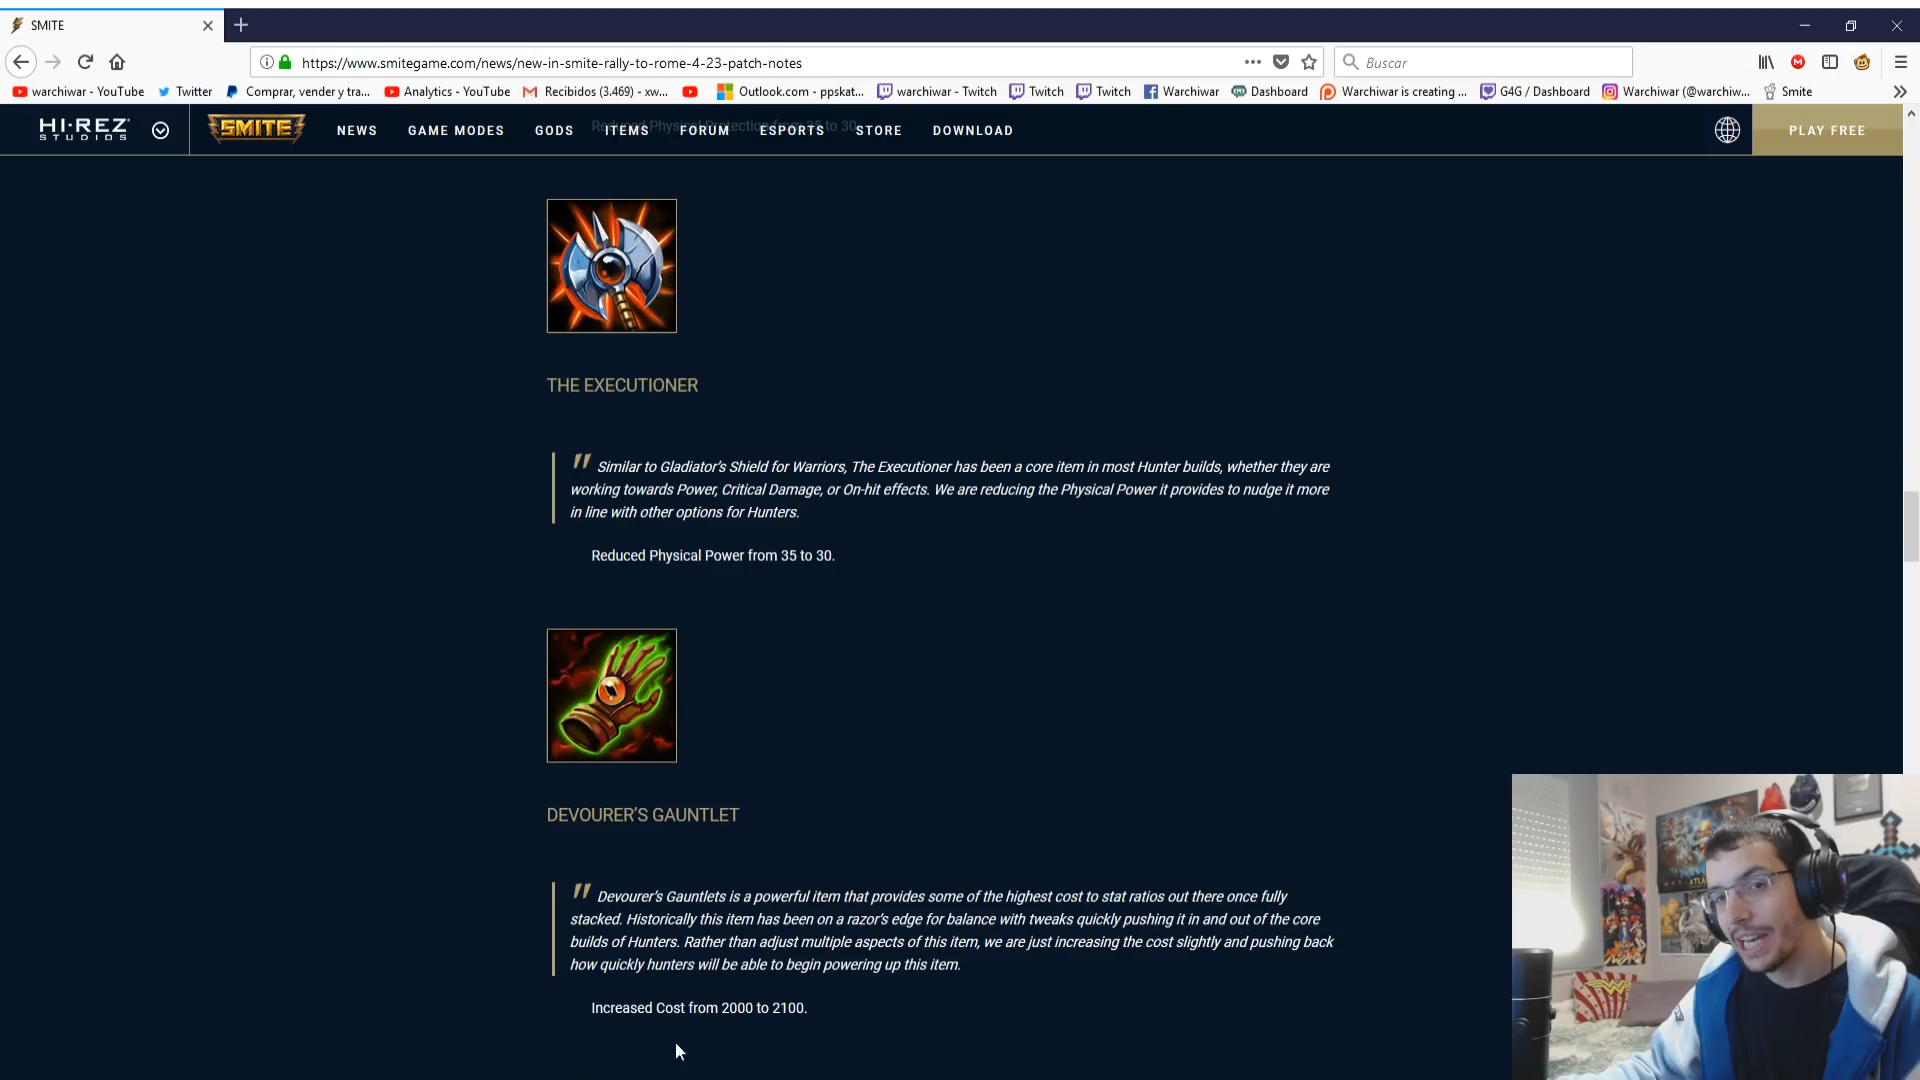 SMITE
https://www.smitegame.com/news/new-in-smite-rally-to-rome-4-23-patch-notes
Buscar
warchiwar - YouTube
Twitter
Comprar, vender y tra...
Analytics - YouTube
Recibidos (3.469) - xw...
Outlook.com - ppskat...
warchiwar - Twitch
Twitch
Twitch
Warchiwar
Dashboard
Warchiwar is creating ...
G4G / Dashboard
Warchiwar (@warchiw...
Smite
HI-REZ
STUDIOS
SMITE
NEWS
GAME MODES
GODS
ITEMS
FORUM
ESPORTS
STORE
DOWNLOAD
PLAY FREE
Reduced Physical Protection from 35 to 30
THE EXECUTIONER
" Similar to Gladiator's Shield for Warriors, The Executioner has been a core item in most Hunter builds, whether they are
working towards Power, Critical Damage, or On-hit effects. We are reducing the Physical Power it provides to nudge it more
in line with other options for Hunters.
Reduced Physical Power from 35 to 30.
DEVOURER'S GAUNTLET
" Devourer's Gauntlets is a powerful item that provides some of the highest cost to stat ratios out there once fully
stacked. Historically this item has been on a razor's edge for balance with tweaks quickly pushing it in and out of the core
builds of Hunters. Rather than adjust multiple aspects of this item, we are just increasing the cost slightly and pushing back
how quickly hunters will be able to begin powering up this item.
Increased Cost from 2000 to 2100.